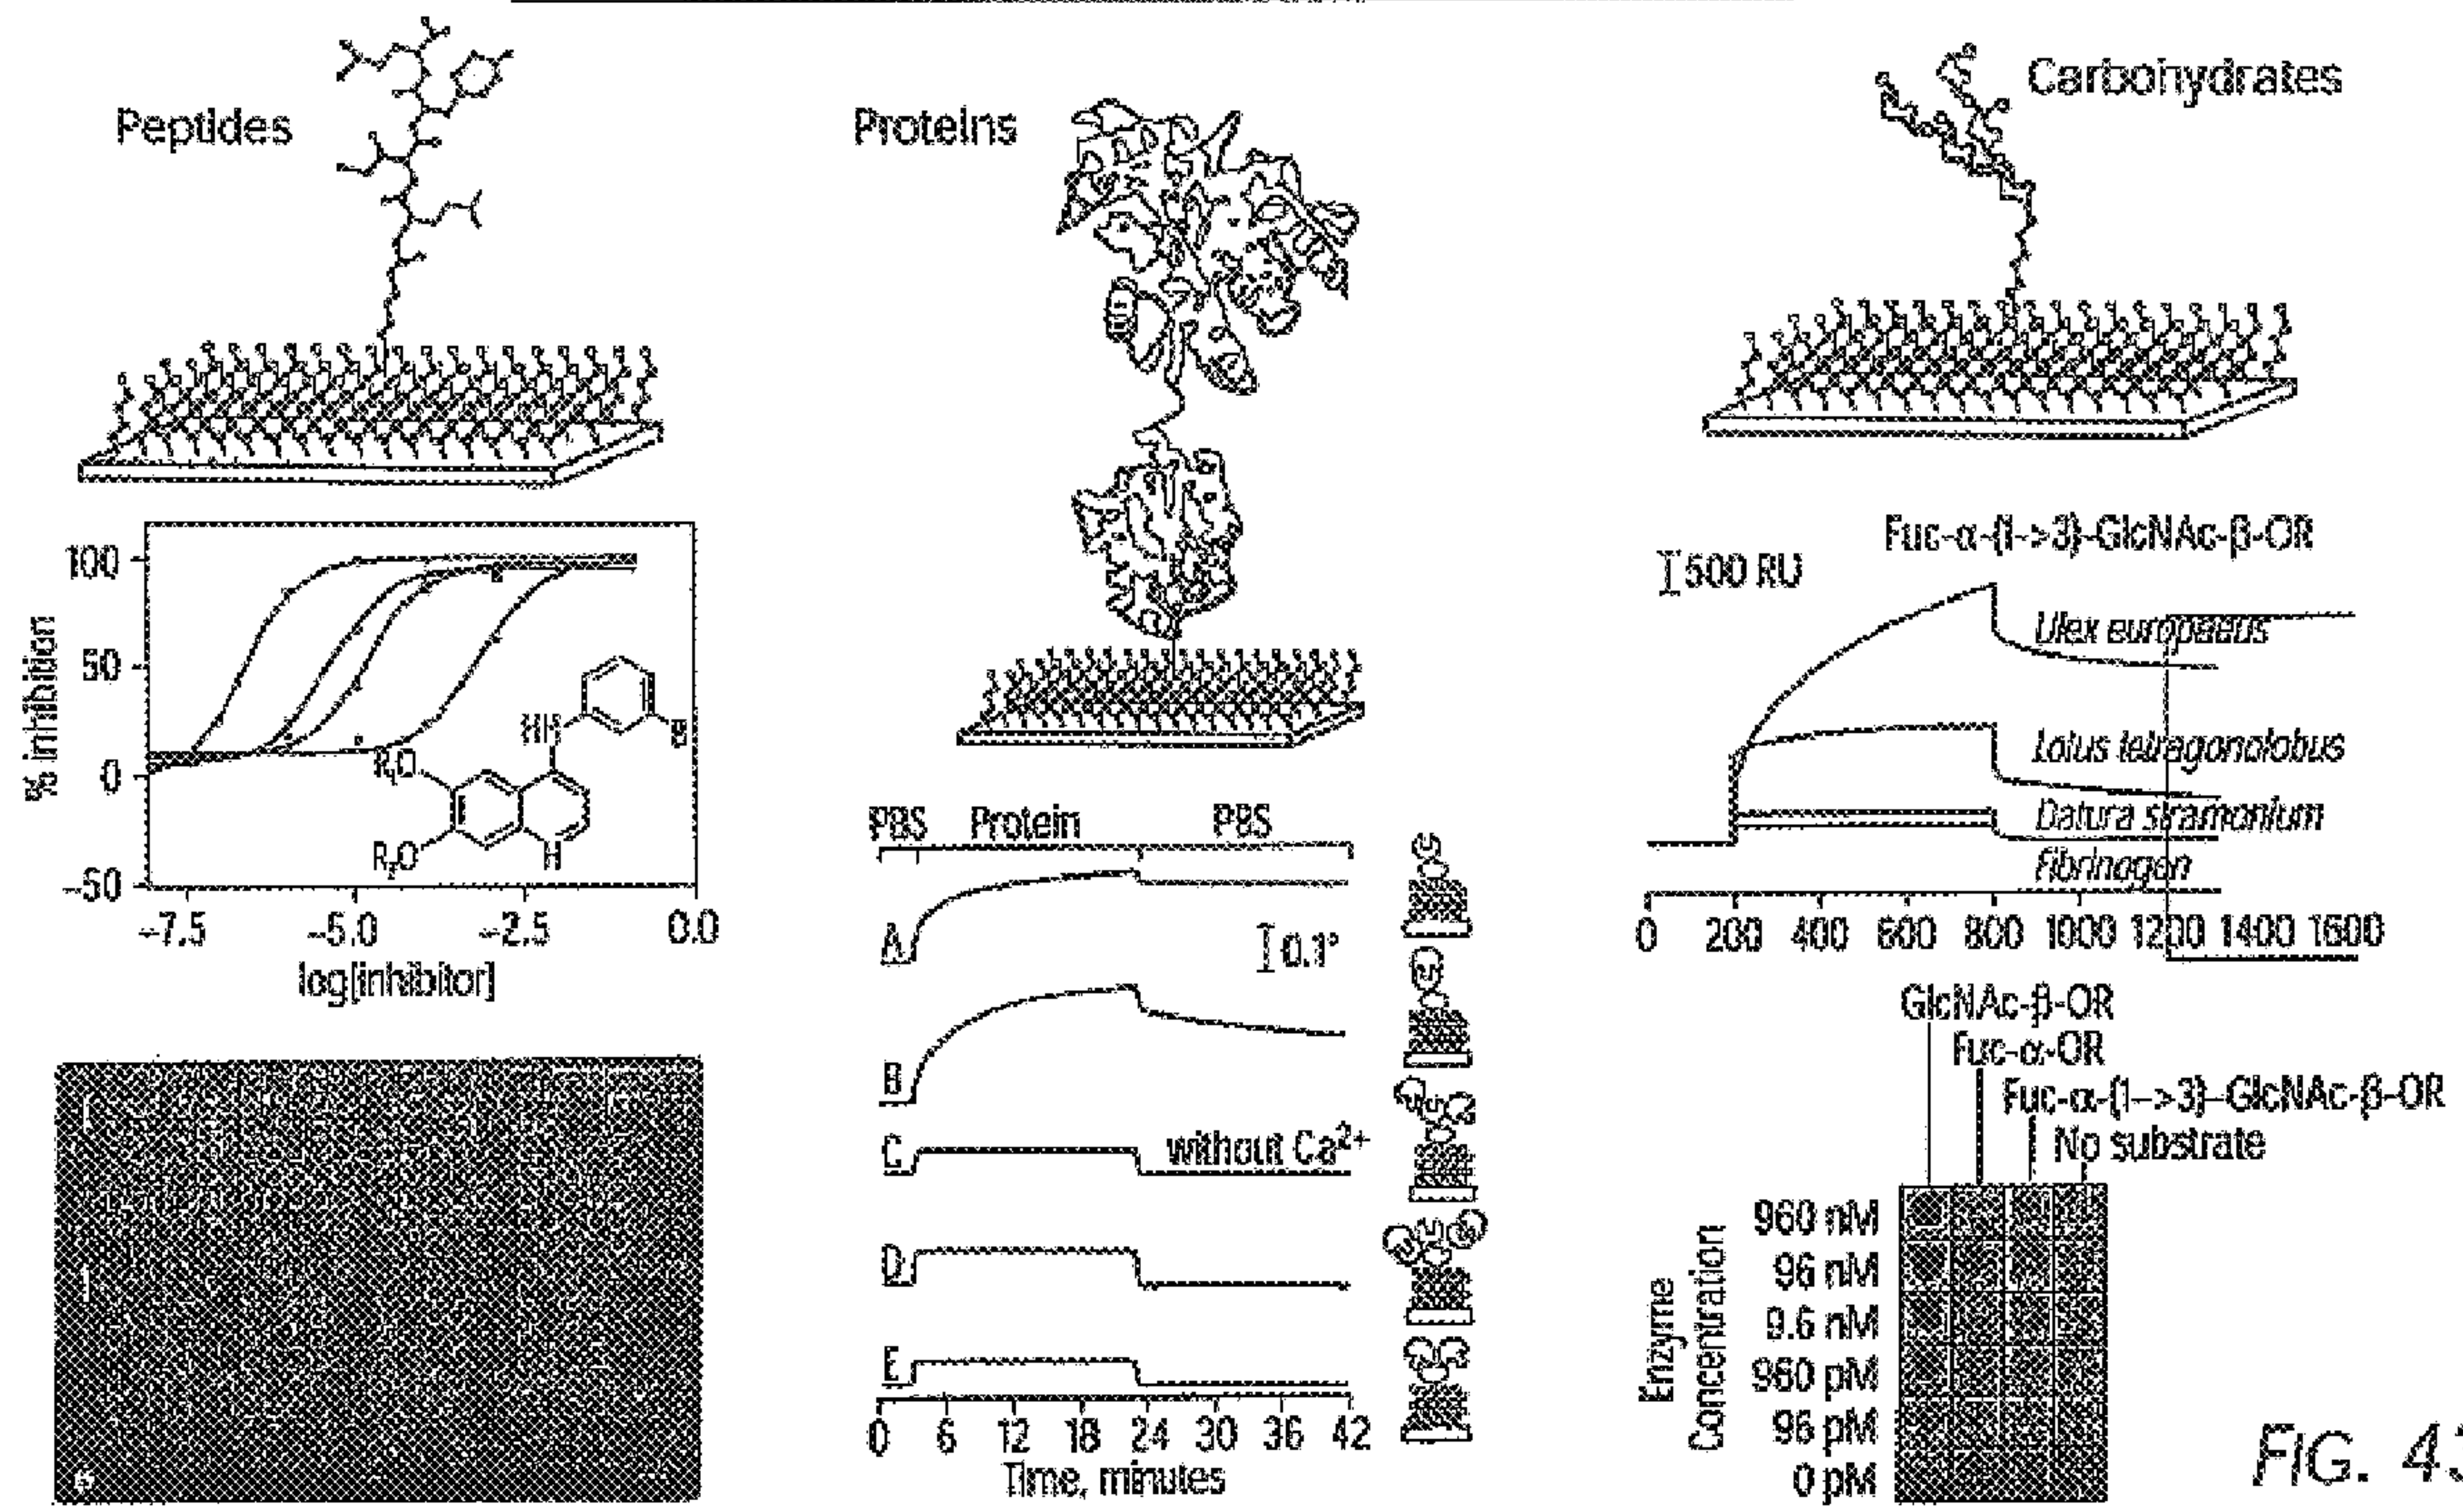 Peptides
Proteins
Carbohydrates
100
50
0
-50
% inhibition
-7.5
-5.0
-2.5
0.0
log[inhibitor]
HN
R₁O
R₂O
PBS
Protein
PBS
A
0.1°
B
C
without Ca²⁺
D
E
0
6
12
18
24
30
36
42
Time, minutes
Fuc-α-(1->3)-GlcNAc-β-OR
500 RU
Ulex europaeus
Lotus tetragonolobus
Datura stramonium
Fibrinogen
0
200
400
600
800
1000
1200
1400
1600
GlcNAc-β-OR
Fuc-α-OR
Fuc-α-(1->3)-GlcNAc-β-OR
No substrate
Enzyme
Concentration
960 nM
96 nM
9.6 nM
960 pM
96 pM
0 pM
FIG. 4